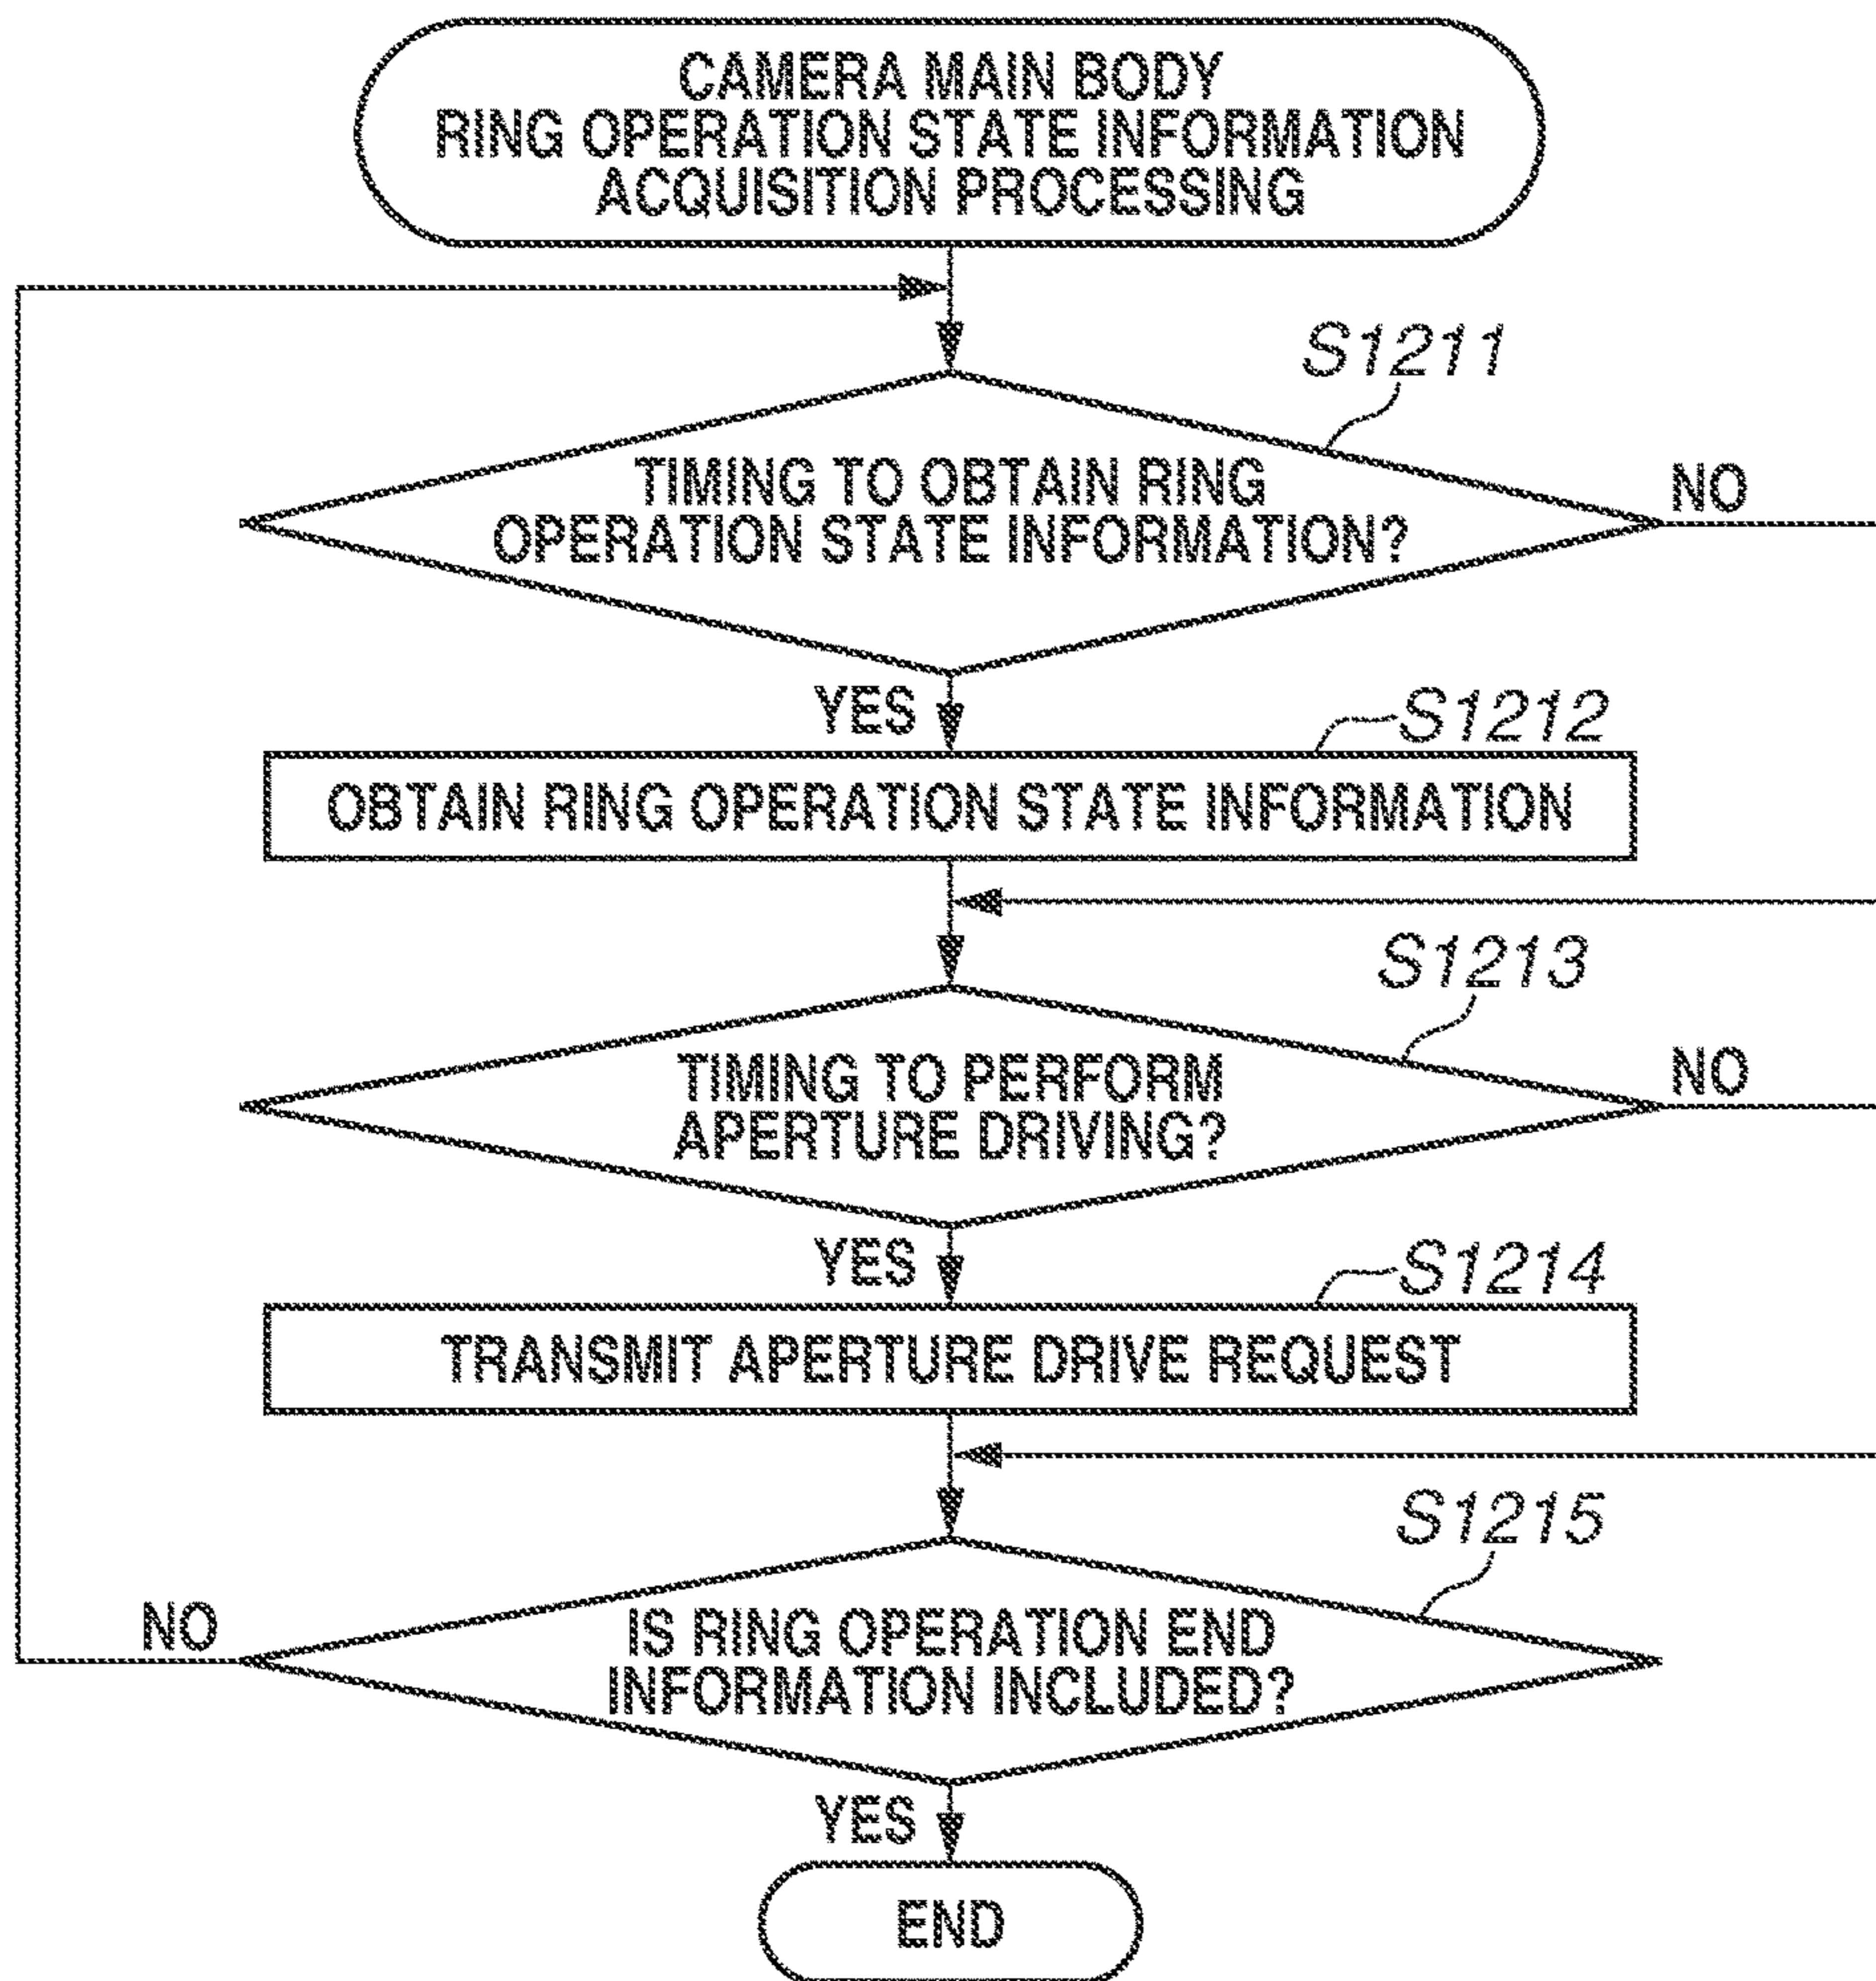 CAMERA MAIN BODY
RING OPERATION STATE INFORMATION
ACQUISITION PROCESSING
S1211
TIMING TO OBTAIN RING
OPERATION STATE INFORMATION?
NO
YES
S1212
OBTAIN RING OPERATION STATE INFORMATION
S1213
TIMING TO PERFORM
APERTURE DRIVING?
NO
YES
S1214
TRANSMIT APERTURE DRIVE REQUEST
S1215
NO
IS RING OPERATION END
INFORMATION INCLUDED?
YES
END